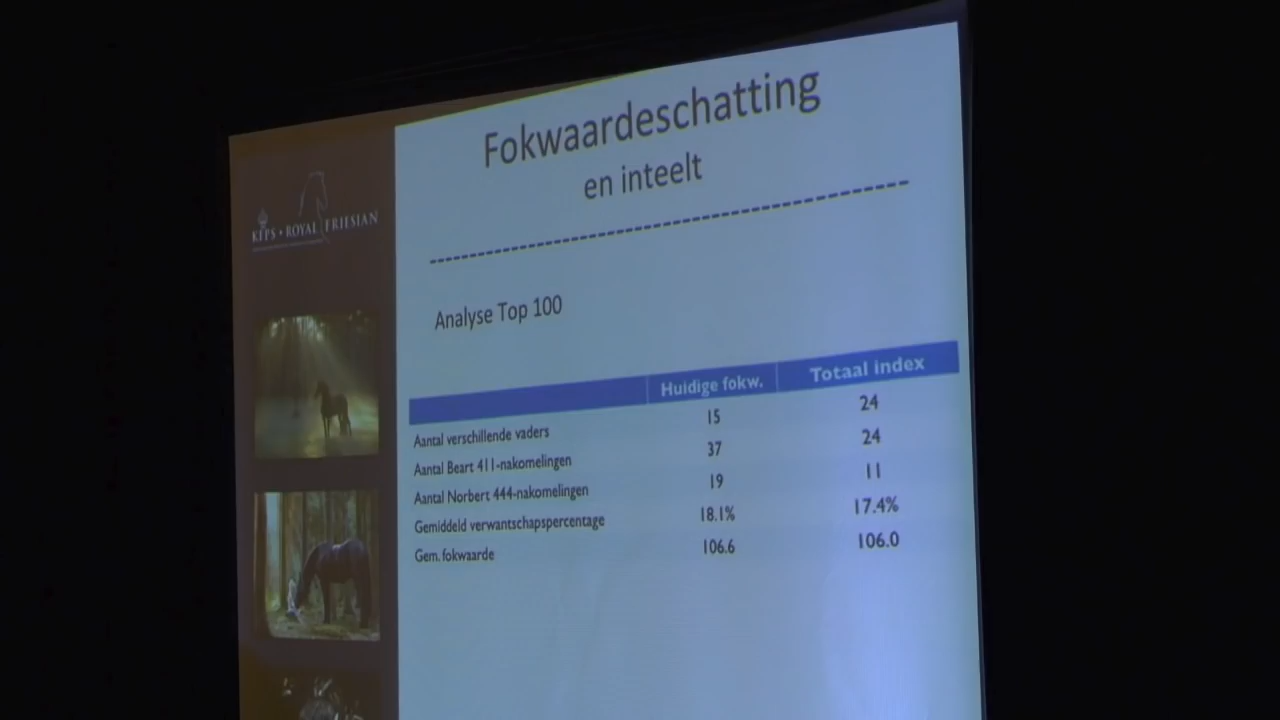 Fokwaardeschatting
en inteelt
KFPS • ROYAL FRIESIAN
Analyse Top 100
Huidige fokw. Totaal index
Aantal verschillende vaders 15 24
Aantal Beart 411-nakomelingen 37 24
Aantal Norbert 444-nakomelingen 19 11
Gemiddeld verwantschapspercentage 18.1% 17.4%
Gem. fokwaarde 106.6 106.0